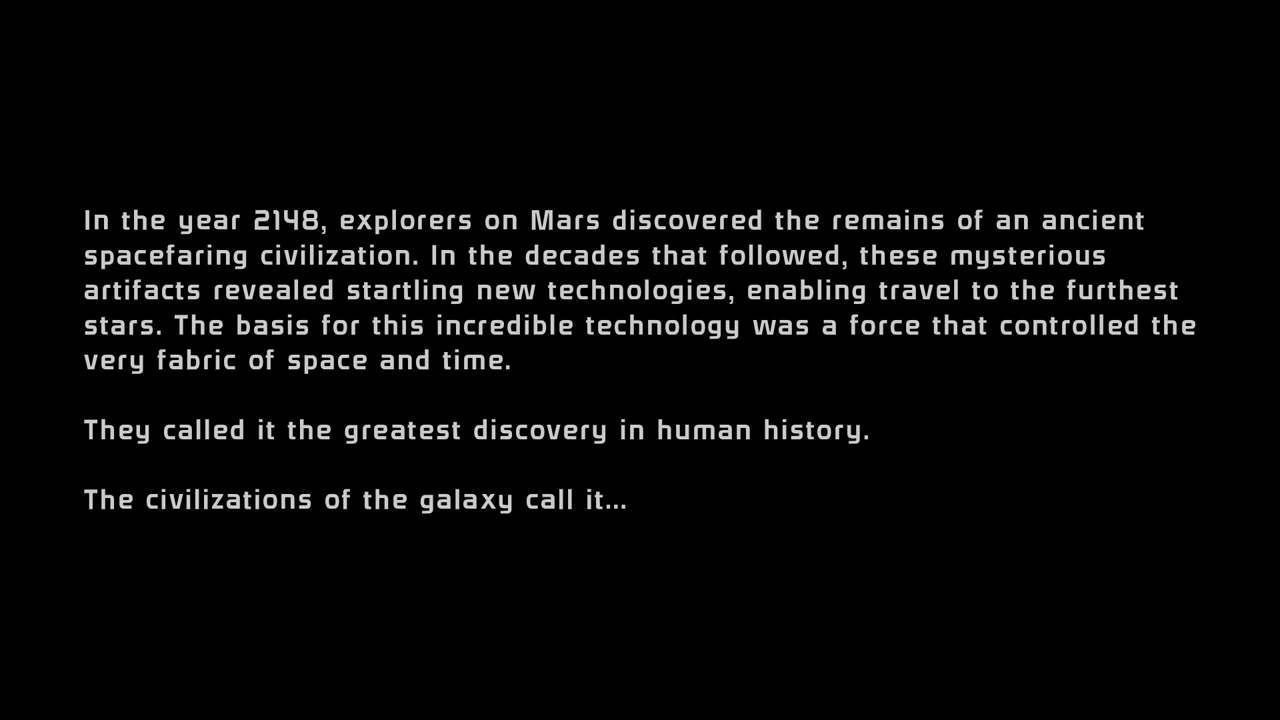 In the year 2148, explorers on Mars discovered the remains of an ancient
spacefaring civilization. In the decades that followed, these mysterious
artifacts revealed startling new technologies, enabling travel to the furthest
stars. The basis for this incredible technology was a force that controlled the
very fabric of space and time.
They called it the greatest discovery in human history.
The civilizations of the galaxy call it...